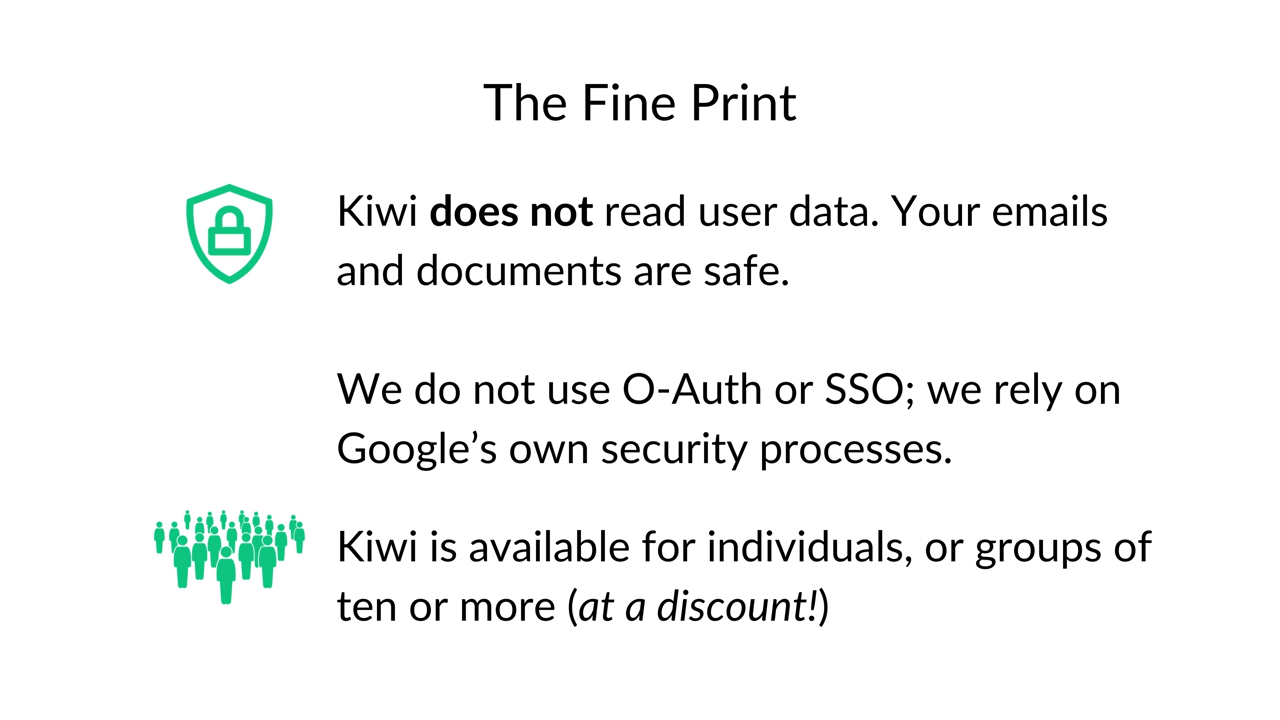 The Fine Print
Kiwi does not read user data. Your emails
and documents are safe.
We do not use O-Auth or SSO; we rely on
Google’s own security processes.
Kiwi is available for individuals, or groups of
ten or more (at a discount!)